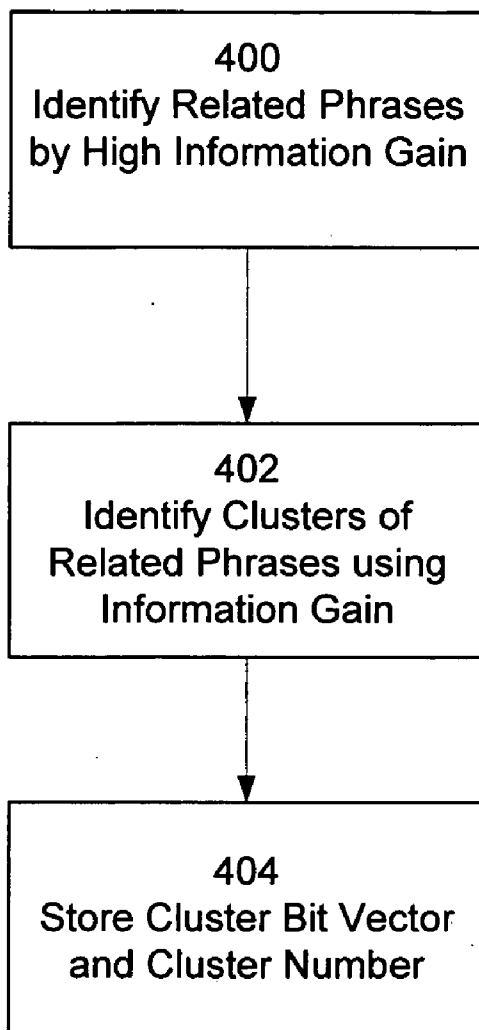 400
Identify Related Phrases
by High Information Gain
402
Identify Clusters of
Related Phrases using
Information Gain
404
Store Cluster Bit Vector
and Cluster Number